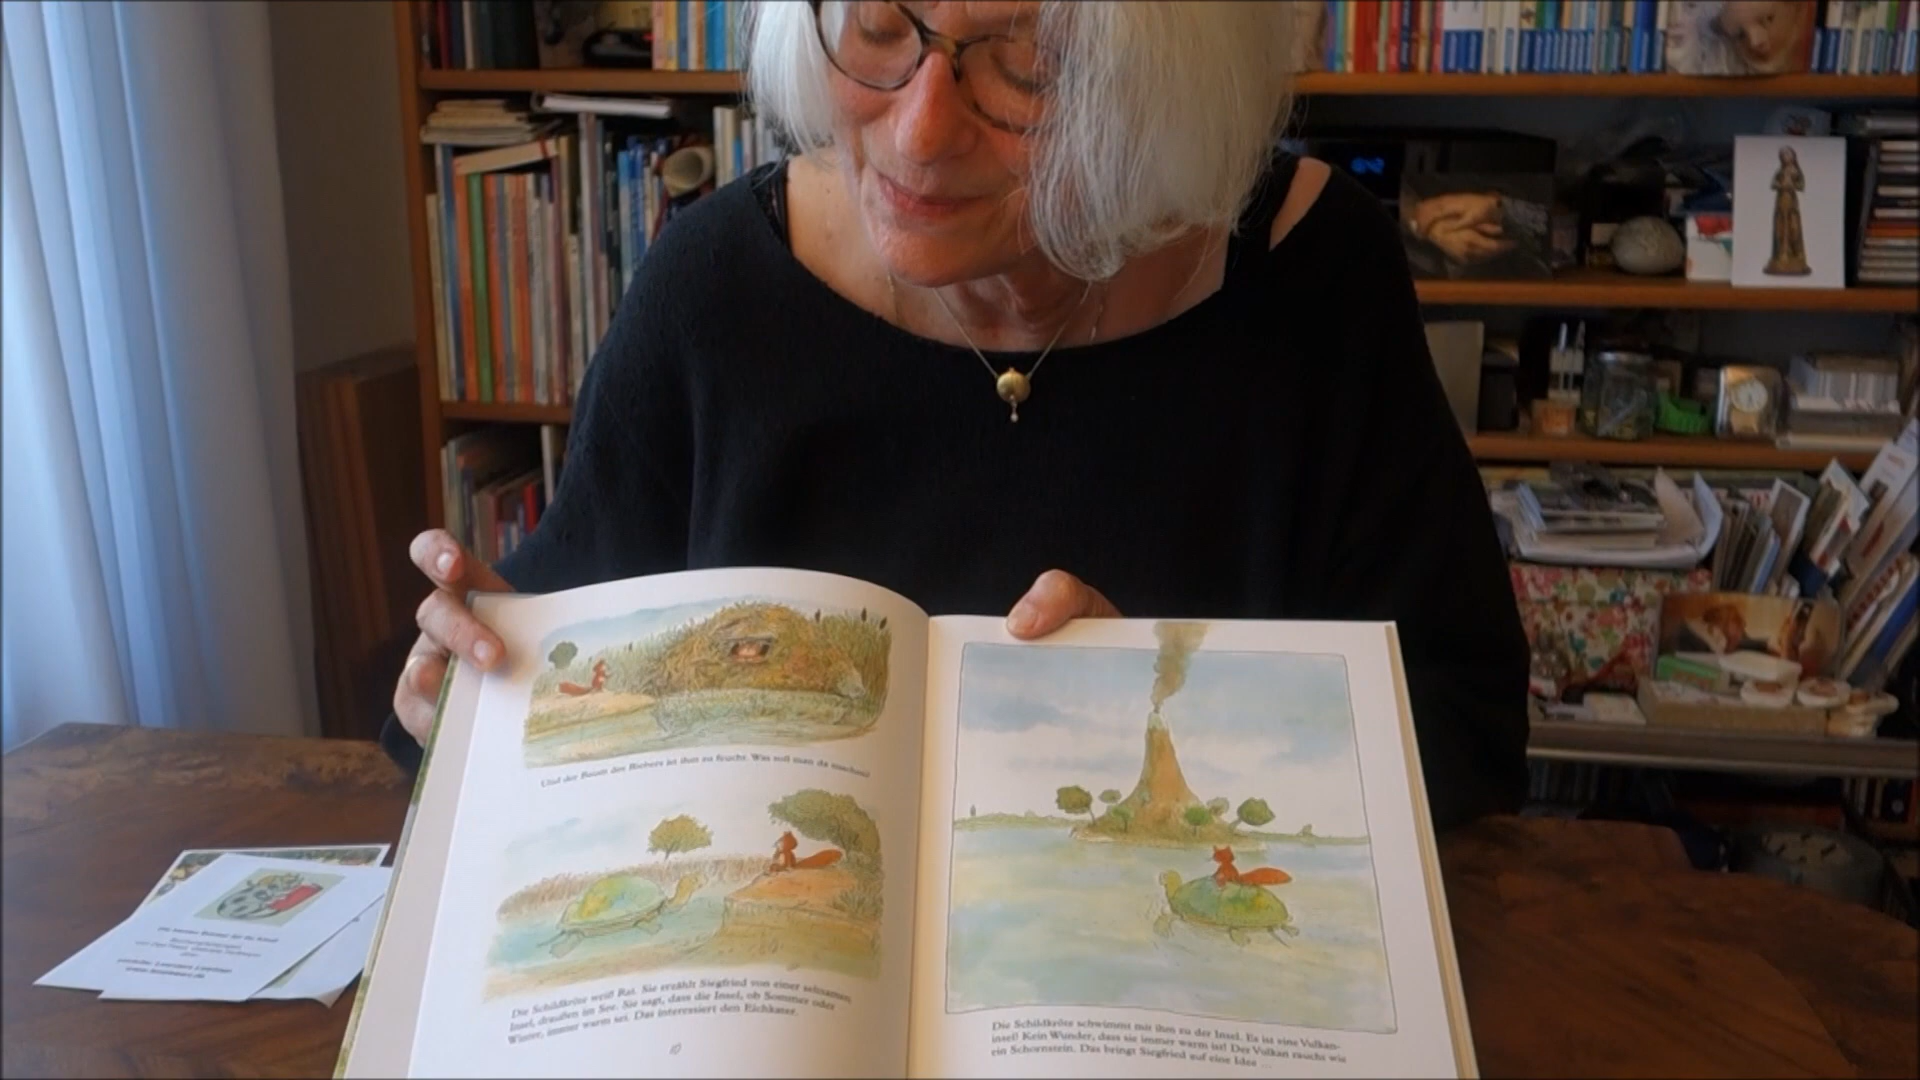 Und der Bauch des Bibers ist ihm zu feucht. Was soll man da machen?
Die Schildkröte weiß Rat. Sie erzählt Siegfried von einer seltsamen
Insel, draußen im See. Sie sagt, dass die Insel, ob Sommer oder
Winter, immer warm sei. Das interessiert den Eichkater.
10
Die Schildkröte schwimmt mit ihm zu der Insel. Es ist eine Vulkan-
insel! Kein Wunder, dass sie immer warm ist! Der Vulkan raucht wie
ein Schornstein. Das bringt Siegfried auf eine Idee ...